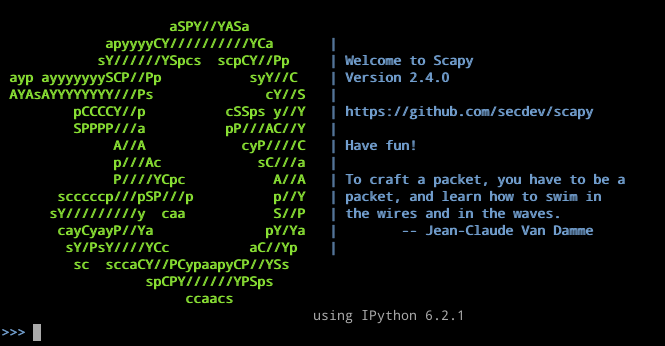 aSPY//YASa
             apyyyyCY//////////YCa       |
            sY//////YSpcs  scpCY//Pp     | Welcome to Scapy
 ayp ayyyyyyySCP//Pp           syY//C    | Version 2.4.0
 AYAsAYYYYYYYY///Ps              cY//S   |
         pCCCCY//p          cSSps y//Y   | https://github.com/secdev/scapy
         SPPPP///a          pP///AC//Y   |
              A//A            cyP////C   | Have fun!
              p///Ac            sC///a   |
              P////YCpc           A//A   | To craft a packet, you have to be a
       scccccp///pSP///p          p//Y   | packet, and learn how to swim in
      sY/////////y  caa           S//P   | the wires and in the waves.
       cayCyayP//Ya              pY/Ya   |        -- Jean-Claude Van Damme
        sY/PsY////YCc          aC//Yp    |
         sc  sccaCY//PCypaapyCP//YSs
                  spCPY//////YPSps
                       ccaacs
                                       using IPython 6.2.1
>>>